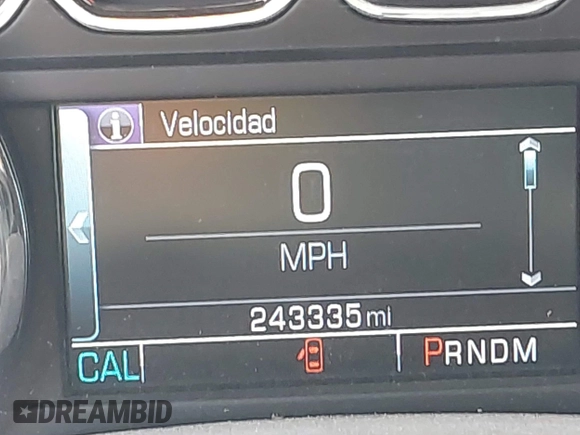 Velocidad
0
MPH
243335 mi
CAL
PRNDM
DREAMBID